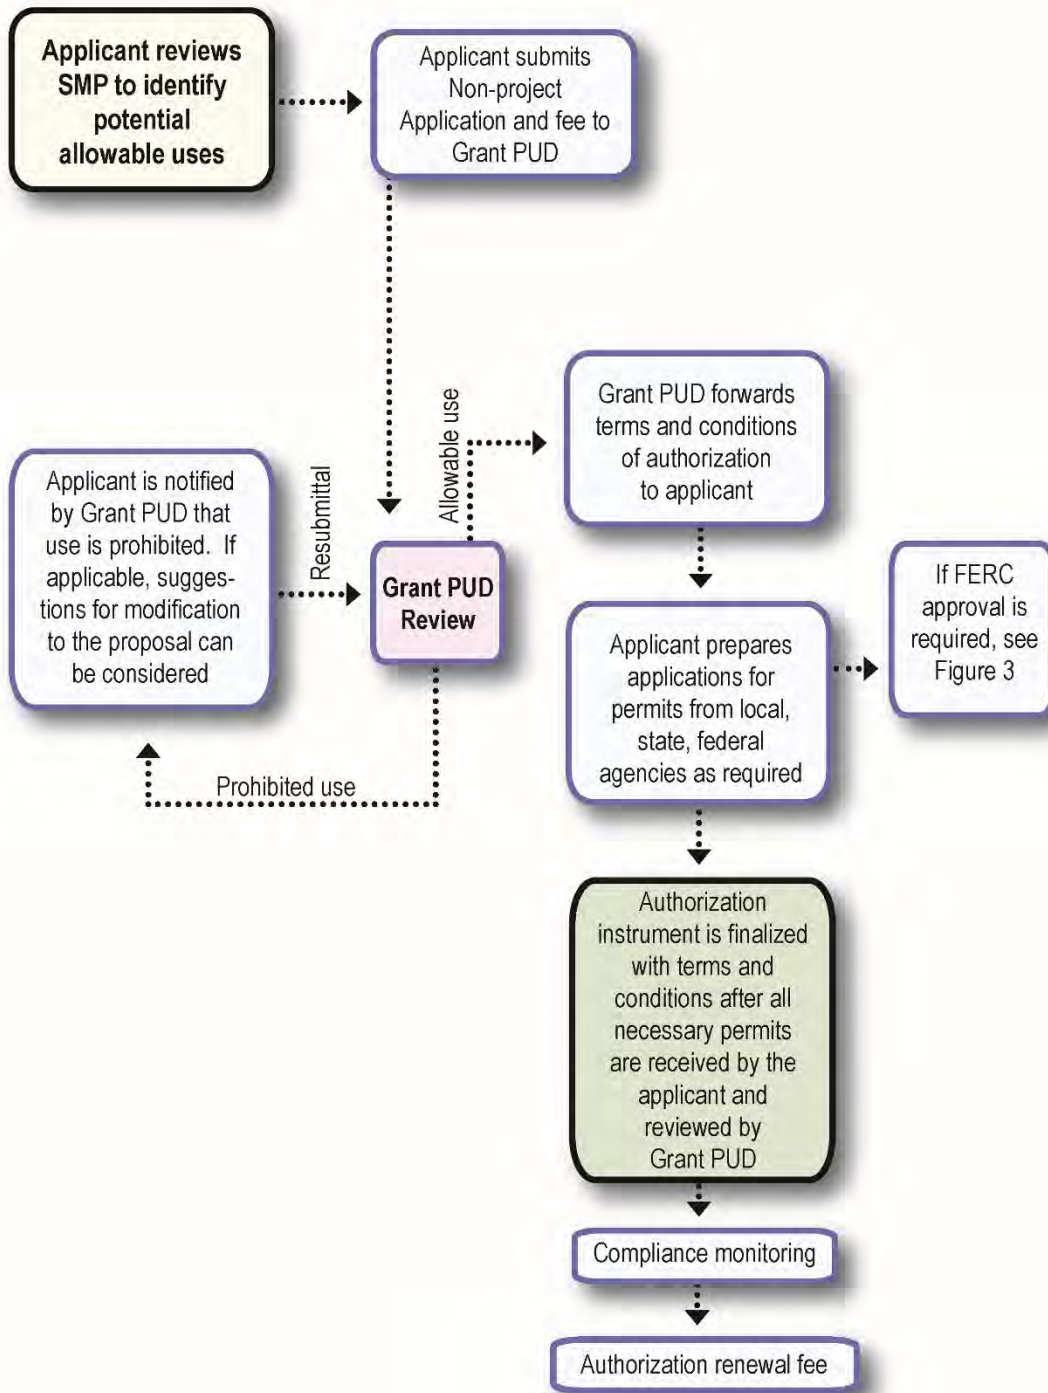 Applicant reviews
SMP to identify
potential
allowable uses
Applicant submits
Non-project
Application and fee to
Grant PUD
Allowable use
Grant PUD forwards
terms and conditions
of authorization
to applicant
Applicant is notified
by Grant PUD that
use is prohibited. If
applicable, sugges-
tions for modification
to the proposal can
be considered
Resubmittal
Grant PUD
Review
Prohibited use
Applicant prepares
applications for
permits from local,
state, federal
agencies as required
If FERC
approval is
required, see
Figure 3
Authorization
instrument is finalized
with terms and
conditions after all
necessary permits
are received by the
applicant and
reviewed by
Grant PUD
Compliance monitoring
Authorization renewal fee